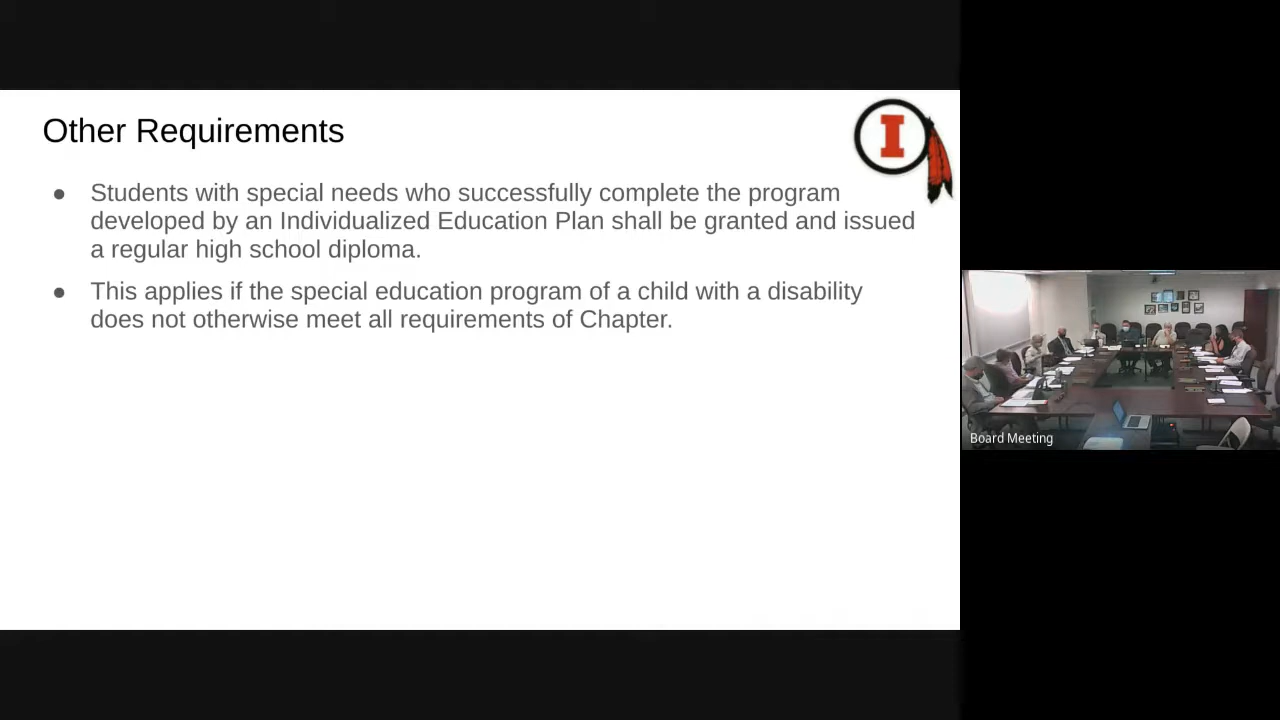 Other Requirements
I
● Students with special needs who successfully complete the program
developed by an Individualized Education Plan shall be granted and issued
a regular high school diploma.
● This applies if the special education program of a child with a disability
does not otherwise meet all requirements of Chapter.
Board Meeting